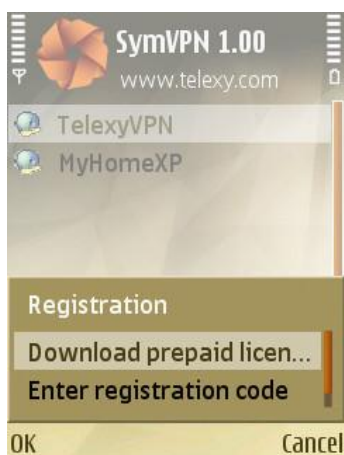 SymVPN 1.00
www.telexy.com
TelexyVPN
MyHomeXP
Registration
Download prepaid licen...
Enter registration code
OK Cancel